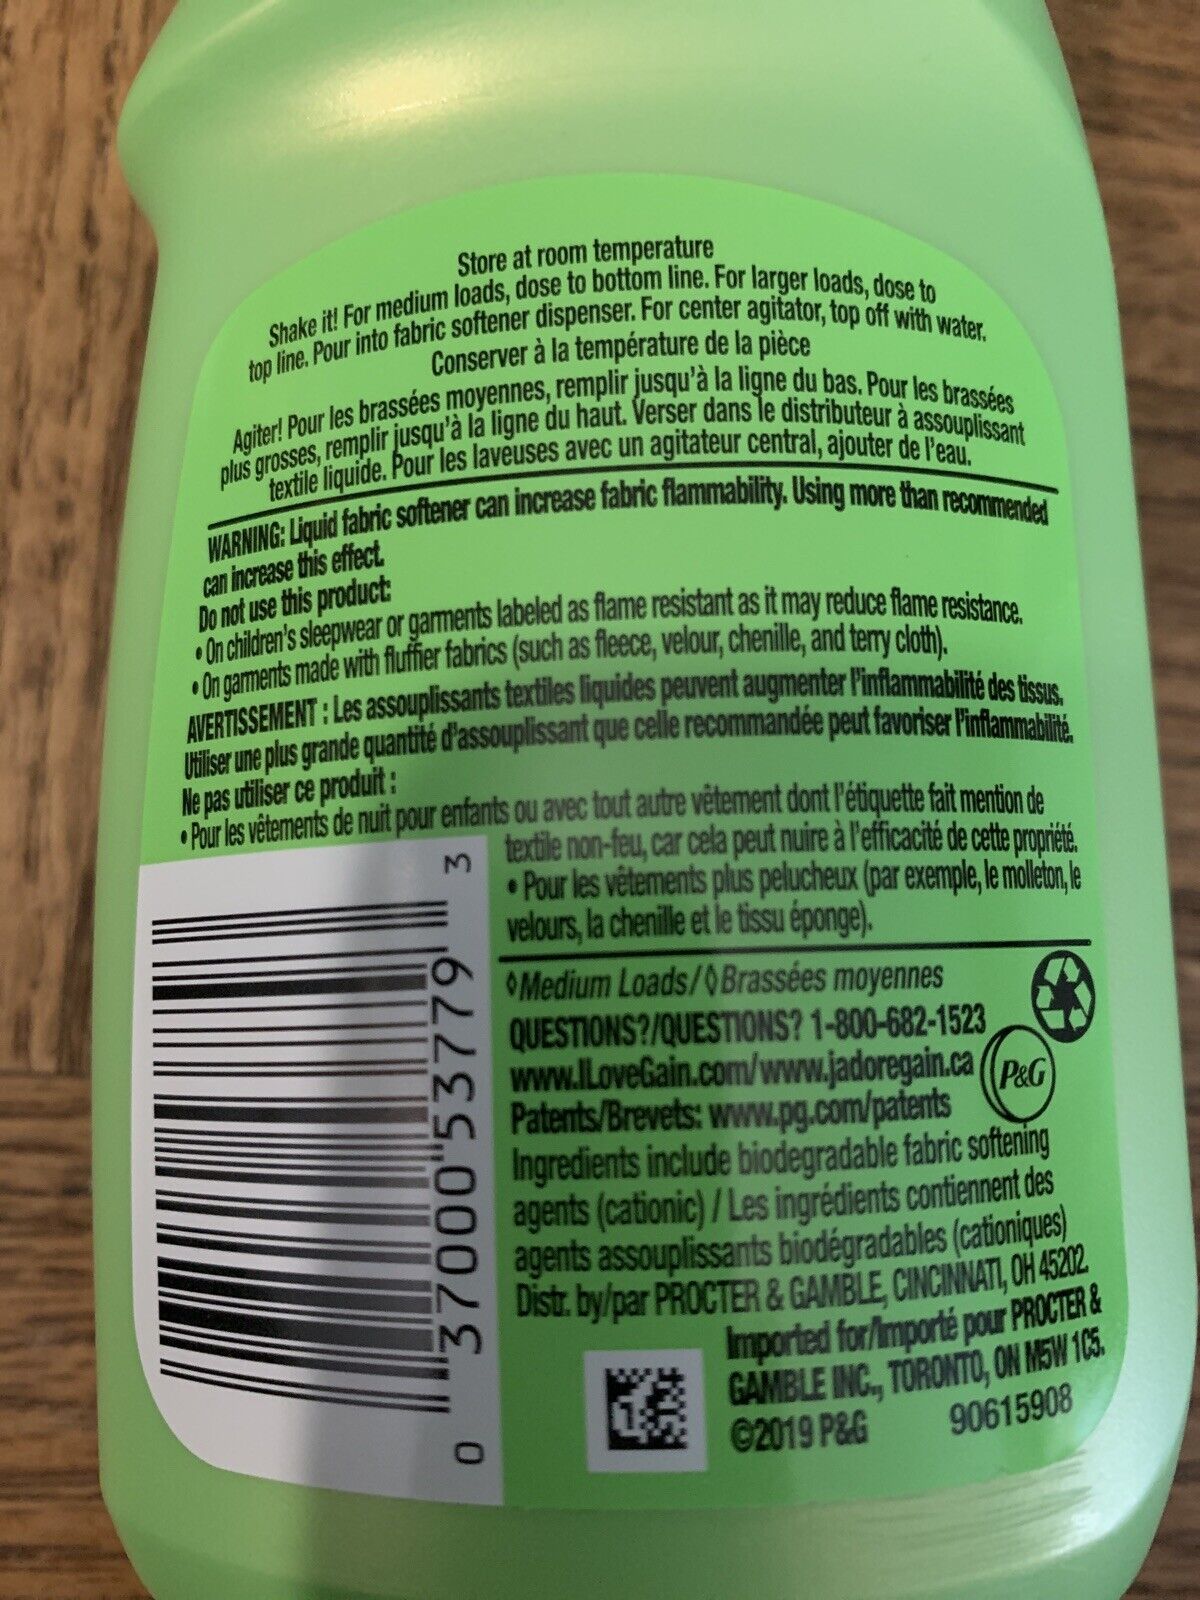 Store at room temperature
Shake it! For medium loads, dose to bottom line. For larger loads, dose to
top line. Pour into fabric softener dispenser. For center agitator, top off with water.
Conserver à la température de la pièce
Agiter! Pour les brassées moyennes, remplir jusqu'à la ligne du bas. Pour les brassées
plus grosses, remplir jusqu'à la ligne du haut. Verser dans le distributeur à assouplissant
textile liquide. Pour les laveuses avec un agitateur central, ajouter de l'eau.
WARNING: Liquid fabric softener can increase fabric flammability. Using more than recommended
can increase this effect.
Do not use this product:
• On children's sleepwear or garments labeled as flame resistant as it may reduce flame resistance.
• On garments made with fluffier fabrics (such as fleece, velour, chenille, and terry cloth).
AVERTISSEMENT : Les assouplissants textiles liquides peuvent augmenter l'inflammabilité des tissus.
Utiliser une plus grande quantité d'assouplissant que celle recommandée peut favoriser l'inflammabilité.
Ne pas utiliser ce produit :
• Pour les vêtements de nuit pour enfants ou avec tout autre vêtement dont l'étiquette fait mention de
textile non-feu, car cela peut nuire à l'efficacité de cette propriété.
• Pour les vêtements plus pelucheux (par exemple, le molleton, le
velours, la chenille et le tissu éponge).
◊Medium Loads/◊Brassées moyennes
QUESTIONS?/QUESTIONS? 1-800-682-1523
www.ILoveGain.com/www.jadoregain.ca
P&G
Patents/Brevets: www.pg.com/patents
Ingredients include biodegradable fabric softening
agents (cationic) / Les ingrédients contiennent des
agents assouplissants biodégradables (cationiques)
Distr. by/par PROCTER & GAMBLE, CINCINNATI, OH 45202.
Imported for/Importé pour PROCTER &
GAMBLE INC., TORONTO, ON M5W 1C5.
©2019 P&G 90615908
0 37000 53779 3